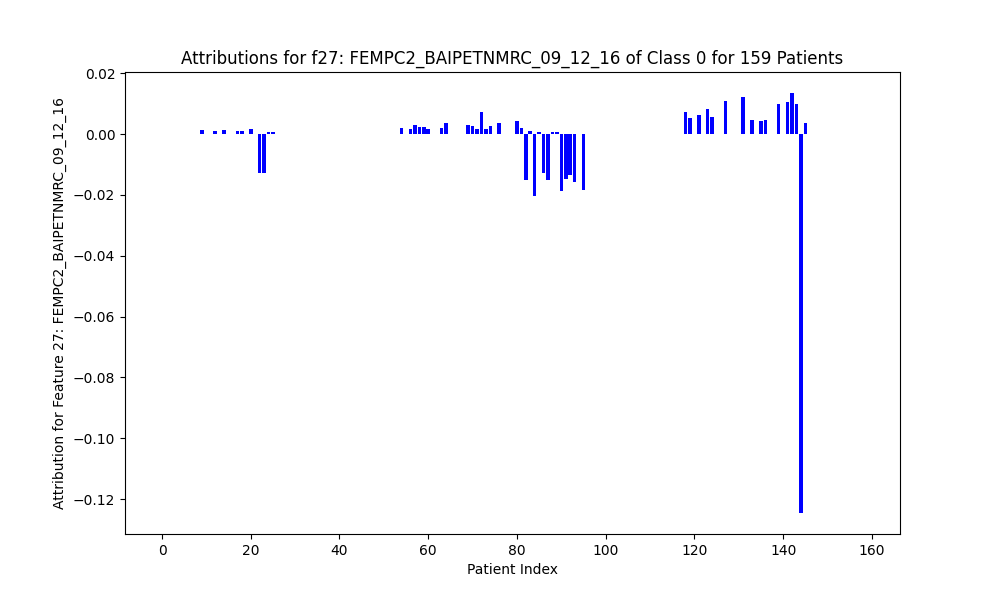 Attributions for f27: FEMPC2_BAIPETNMRC_09_12_16 of Class 0 for 159 Patients
Attribution for Feature 27: FEMPC2_BAIPETNMRC_09_12_16
0.02
0.00
−0.02
−0.04
−0.06
−0.08
−0.10
−0.12
0 20 40 60 80 100 120 140 160
Patient Index